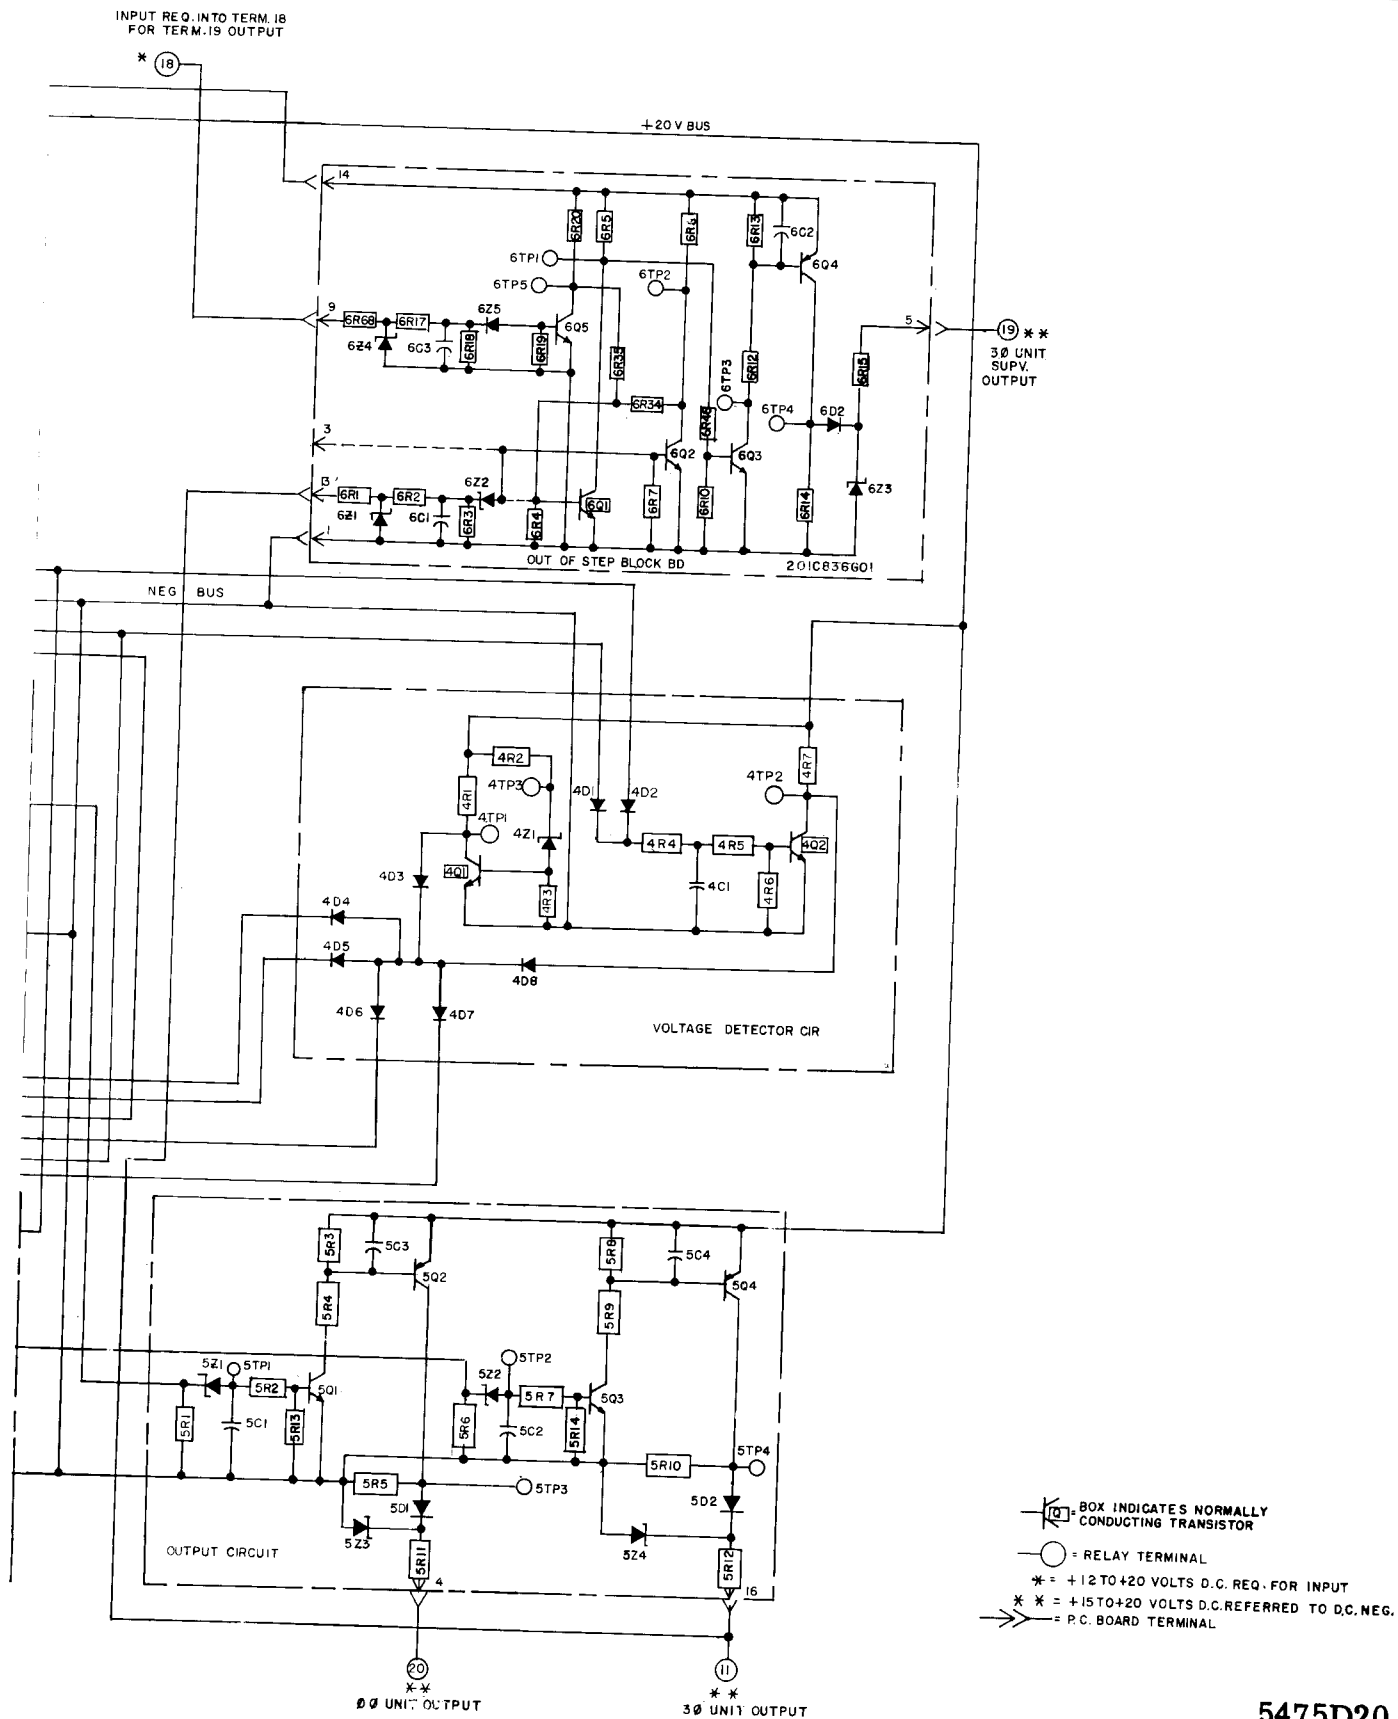 INPUT REQ. INTO TERM. 18
FOR TERM. 19 OUTPUT
* 18
+20 V BUS
14
6R20
6R5
6R13
6C2
6TP1
6Q4
6TP5
6TP2
9
6R68
6R17
6Z5
6Q5
5
19 * *
6Z4
6C3
6R18
6R19
6R35
6TP3
6R12
6R15
3Ø UNIT
SUPV.
OUTPUT
6R34
6R46
6TP4
6D2
3
6Q2
6Q3
6R1
6R2
6Z2
6Q1
6R7
6R10
6R14
6Z3
6Z1
6C1
6R3
6R4
1
OUT OF STEP BLOCK BD
201C836G01
NEG BUS
4R2
4R7
4TP3
4TP2
4R1
4D1
4D2
4TP1
4Z1
4R4
4R5
4Q2
4D3
4Q1
4R3
4C1
4R6
4D4
4D5
4D8
4D6
4D7
VOLTAGE DETECTOR CIR
5R3
5C3
5R8
5C4
5Q2
5Q4
5R4
5R9
5Z1
5TP1
5TP2
5Z2
5R2
5Q1
5R7
5Q3
5R1
5C1
5R13
5R6
5C2
5R14
5R10
5TP4
5R5
5TP3
5D1
5D2
5Z3
5Z4
OUTPUT CIRCUIT
5R11
5R12
4
16
20
* *
ØØ UNIT OUTPUT
11
* *
3Ø UNIT OUTPUT
Q = BOX INDICATES NORMALLY
CONDUCTING TRANSISTOR
= RELAY TERMINAL
* = +12 TO +20 VOLTS D.C. REQ. FOR INPUT
* * = +15 TO +20 VOLTS D.C. REFERRED TO D.C. NEG.
= P.C. BOARD TERMINAL
5475D20